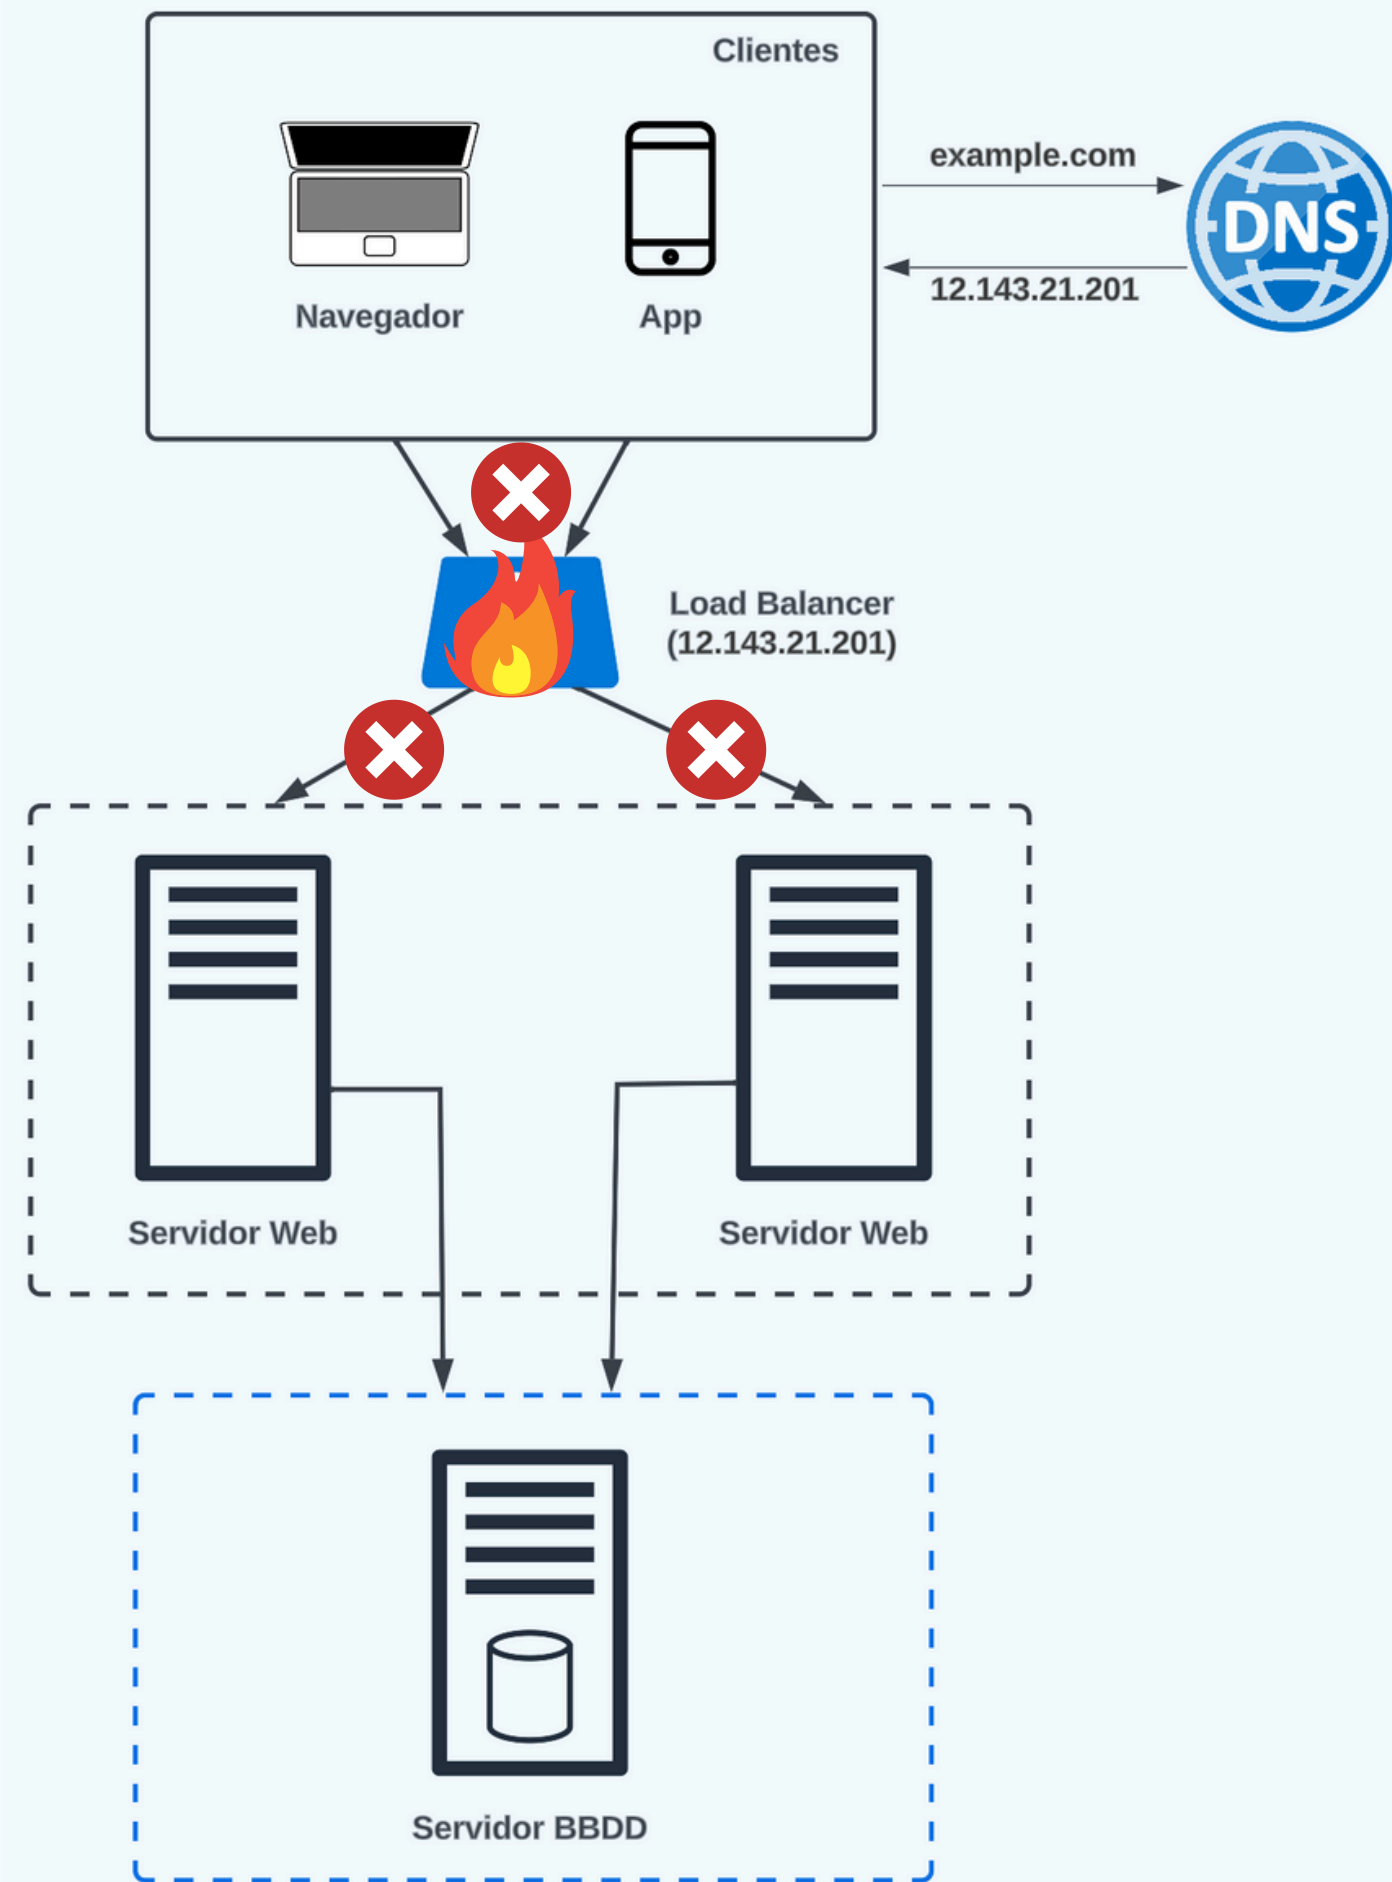 Clientes
Navegador
App
example.com
DNS
12.143.21.201
Load Balancer
(12.143.21.201)
Servidor Web
Servidor Web
Servidor BBDD